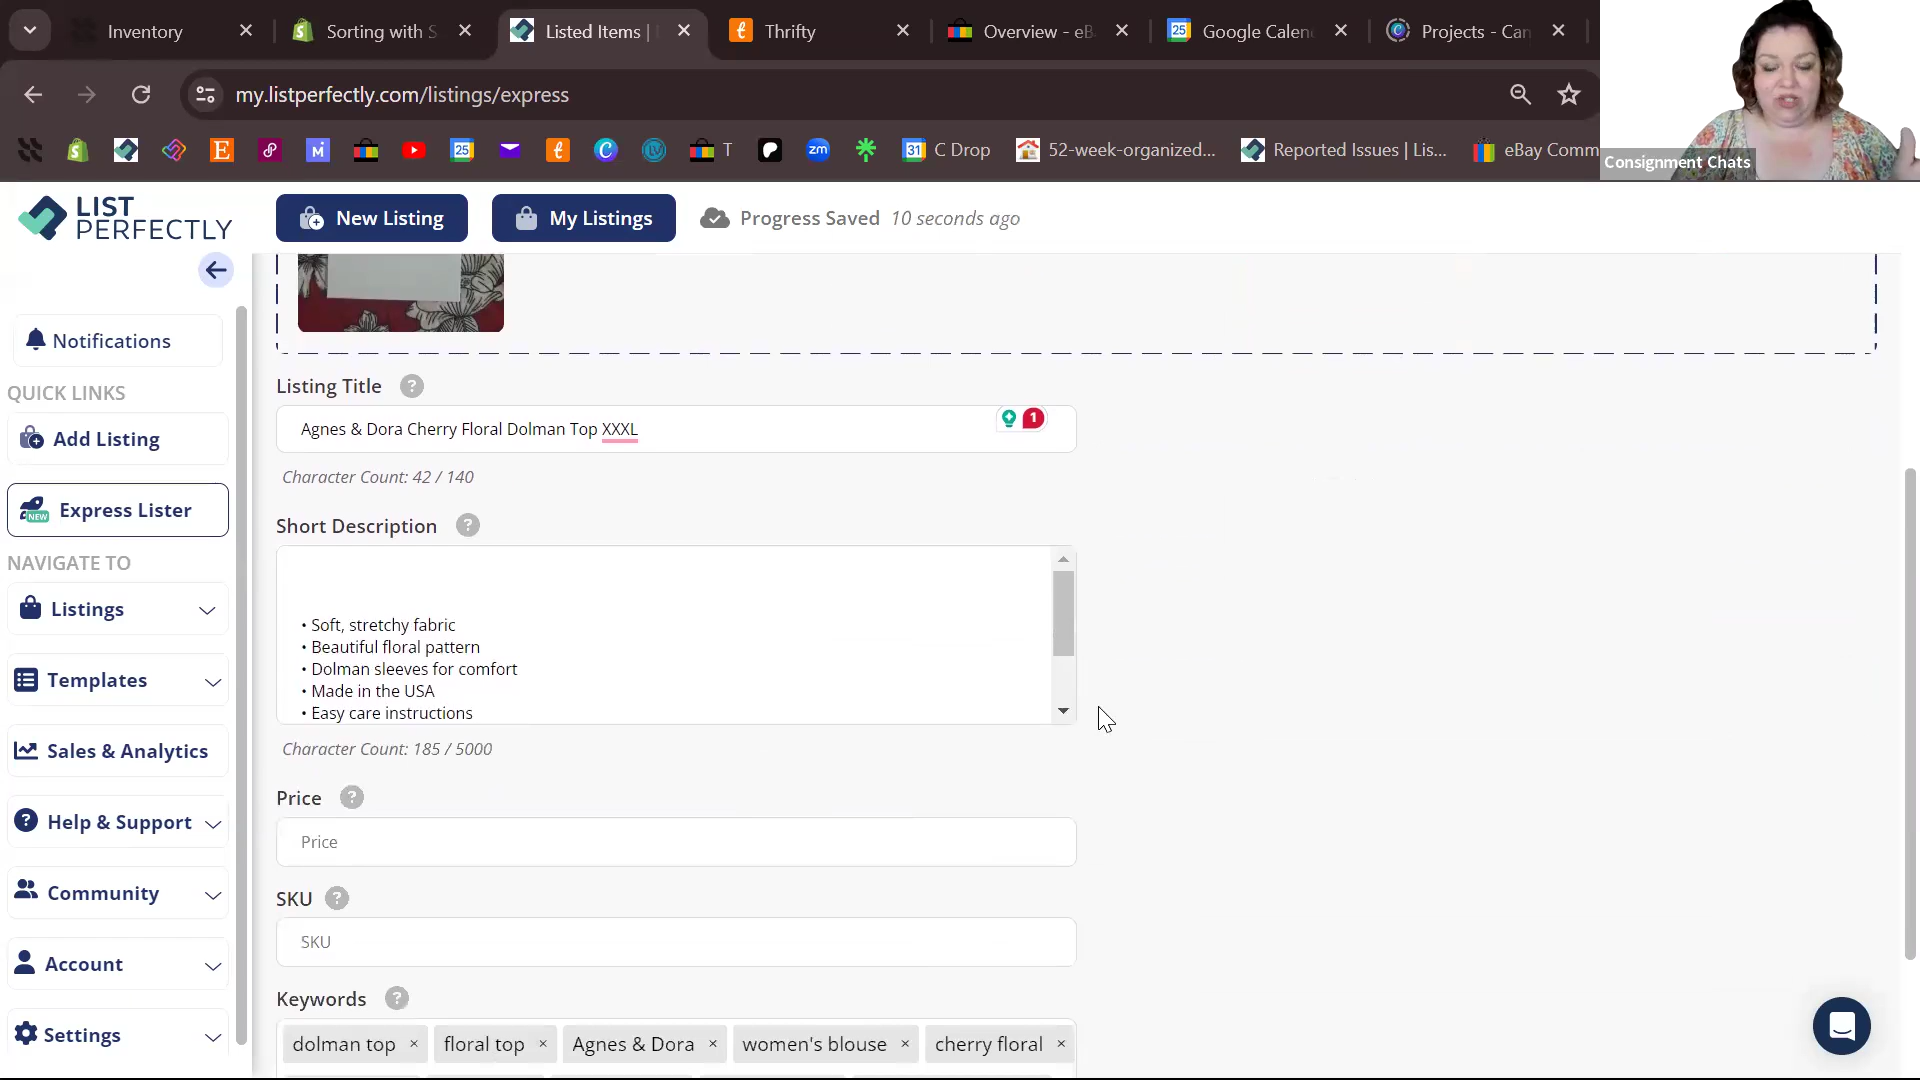 Inventory
Sorting with S
Listed Items |
Thrifty
Overview - eB
Google Calen
Projects - Can
my.listperfectly.com/listings/express
T
C Drop
52-week-organized...
Reported Issues | Lis...
eBay Comm
Consignment Chats
LIST
PERFECTLY
New Listing
My Listings
Progress Saved 10 seconds ago
Notifications
QUICK LINKS
Add Listing
NEW
Express Lister
NAVIGATE TO
Listings
Templates
Sales & Analytics
Help & Support
Community
Account
Settings
Listing Title
Agnes & Dora Cherry Floral Dolman Top XXXL
1
Character Count: 42 / 140
Short Description
• Soft, stretchy fabric
• Beautiful floral pattern
• Dolman sleeves for comfort
• Made in the USA
• Easy care instructions
Character Count: 185 / 5000
Price
Price
SKU
SKU
Keywords
dolman top × floral top × Agnes & Dora × women's blouse × cherry floral ×